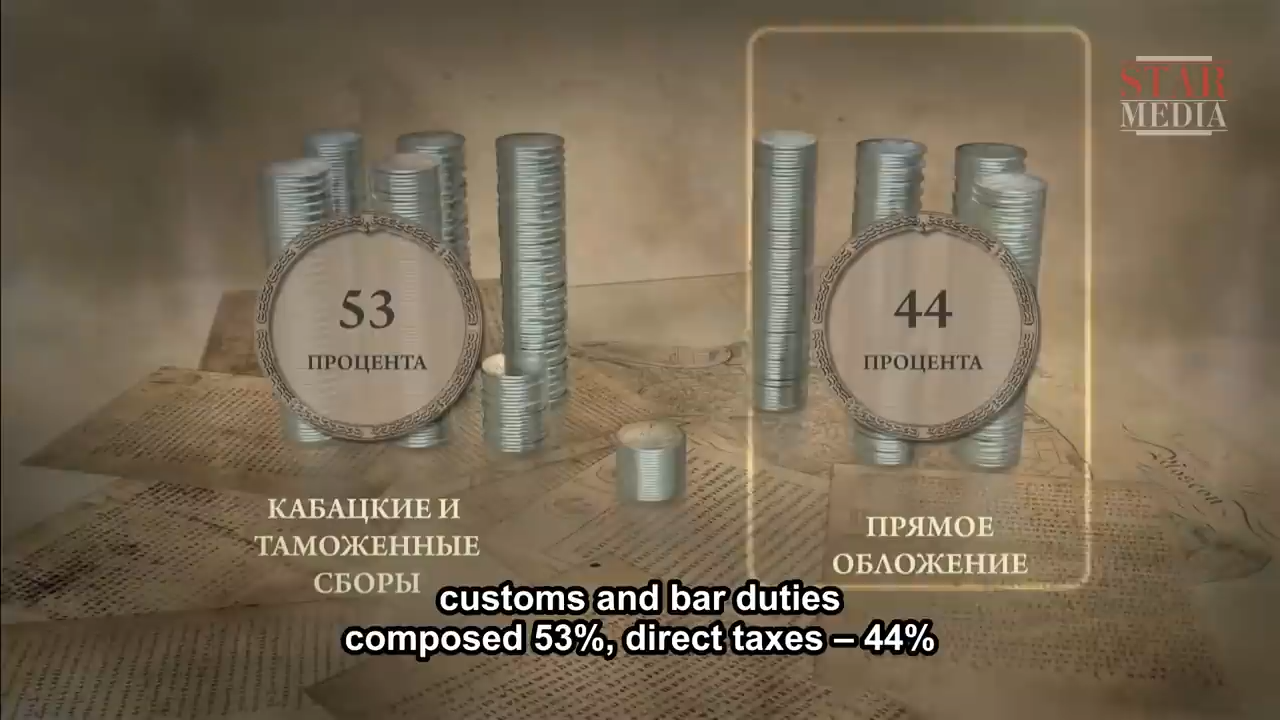 STAR
MEDIA
53
ПРОЦЕНТА
44
ПРОЦЕНТА
КАБАЦКИЕ И
ТАМОЖЕННЫЕ
СБОРЫ
ПРЯМОЕ
ОБЛОЖЕНИЕ
Moscou
customs and bar duties
composed 53%, direct taxes – 44%